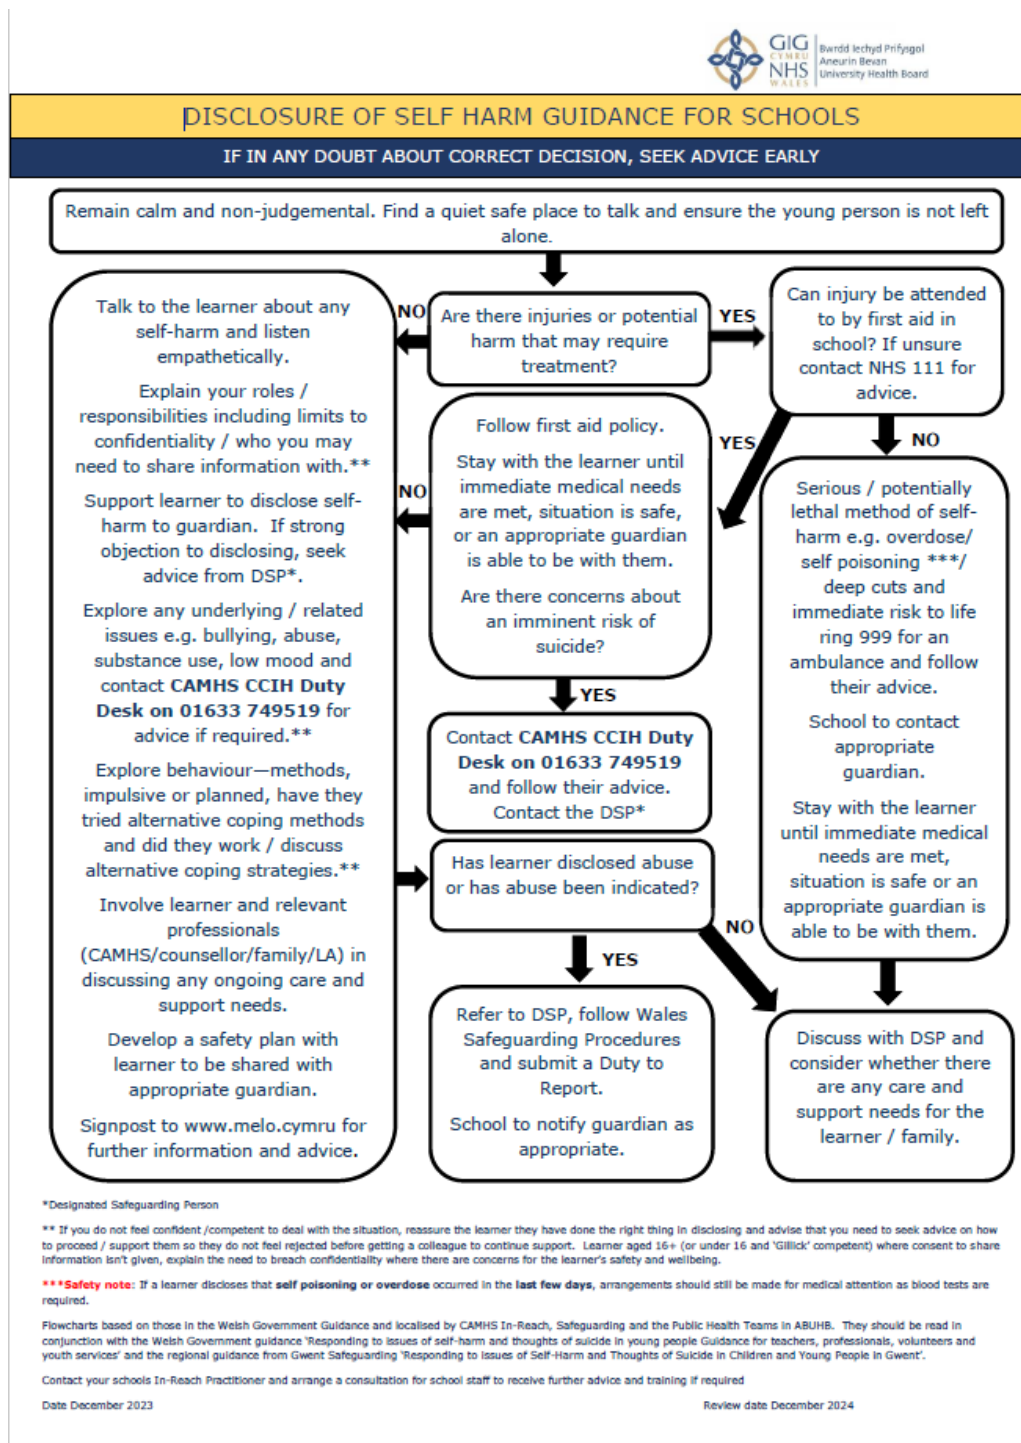 GIG
CYMRU
NHS
WALES
Bwrdd Iechyd Prifysgol
Aneurin Bevan
University Health Board
DISCLOSURE OF SELF HARM GUIDANCE FOR SCHOOLS
IF IN ANY DOUBT ABOUT CORRECT DECISION, SEEK ADVICE EARLY
Remain calm and non-judgemental. Find a quiet safe place to talk and ensure the young person is not left
alone.
Are there injuries or potential
harm that may require
treatment?
NO
YES
Can injury be attended
to by first aid in
school? If unsure
contact NHS 111 for
advice.
YES
NO
Talk to the learner about any
self-harm and listen
empathetically.
Explain your roles /
responsibilities including limits to
confidentiality / who you may
need to share information with.**
Support learner to disclose self-
harm to guardian.  If strong
objection to disclosing, seek
advice from DSP*.
Explore any underlying / related
issues e.g. bullying, abuse,
substance use, low mood and
contact CAMHS CCIH Duty
Desk on 01633 749519 for
advice if required.**
Explore behaviour—methods,
impulsive or planned, have they
tried alternative coping methods
and did they work / discuss
alternative coping strategies.**
Involve learner and relevant
professionals
(CAMHS/counsellor/family/LA) in
discussing any ongoing care and
support needs.
Develop a safety plan with
learner to be shared with
appropriate guardian.
Signpost to www.melo.cymru for
further information and advice.
Follow first aid policy.
Stay with the learner until
immediate medical needs
are met, situation is safe,
or an appropriate guardian
is able to be with them.
Are there concerns about
an imminent risk of
suicide?
NO
YES
Contact CAMHS CCIH Duty
Desk on 01633 749519
and follow their advice.
Contact the DSP*
Has learner disclosed abuse
or has abuse been indicated?
YES
NO
Refer to DSP, follow Wales
Safeguarding Procedures
and submit a Duty to
Report.
School to notify guardian as
appropriate.
Serious / potentially
lethal method of self-
harm e.g. overdose/
self poisoning ***/
deep cuts and
immediate risk to life
ring 999 for an
ambulance and follow
their advice.
School to contact
appropriate
guardian.
Stay with the learner
until immediate medical
needs are met,
situation is safe or an
appropriate guardian is
able to be with them.
Discuss with DSP and
consider whether there
are any care and
support needs for the
learner / family.
*Designated Safeguarding Person
** If you do not feel confident /competent to deal with the situation, reassure the learner they have done the right thing in disclosing and advise that you need to seek advice on how
to proceed / support them so they do not feel rejected before getting a colleague to continue support.  Learner aged 16+ (or under 16 and 'Gillick' competent) where consent to share
information isn't given, explain the need to breach confidentiality where there are concerns for the learner's safety and wellbeing.
***Safety note: If a learner discloses that self poisoning or overdose occurred in the last few days, arrangements should still be made for medical attention as blood tests are
required.
Flowcharts based on those in the Welsh Government Guidance and localised by CAMHS In-Reach, Safeguarding and the Public Health Teams in ABUHB.  They should be read in
conjunction with the Welsh Government guidance 'Responding to issues of self-harm and thoughts of suicide in young people Guidance for teachers, professionals, volunteers and
youth services' and the regional guidance from Gwent Safeguarding 'Responding to Issues of Self-Harm and Thoughts of Suicide in Children and Young People in Gwent'.
Contact your schools In-Reach Practitioner and arrange a consultation for school staff to receive further advice and training if required
Date December 2023
Review date December 2024